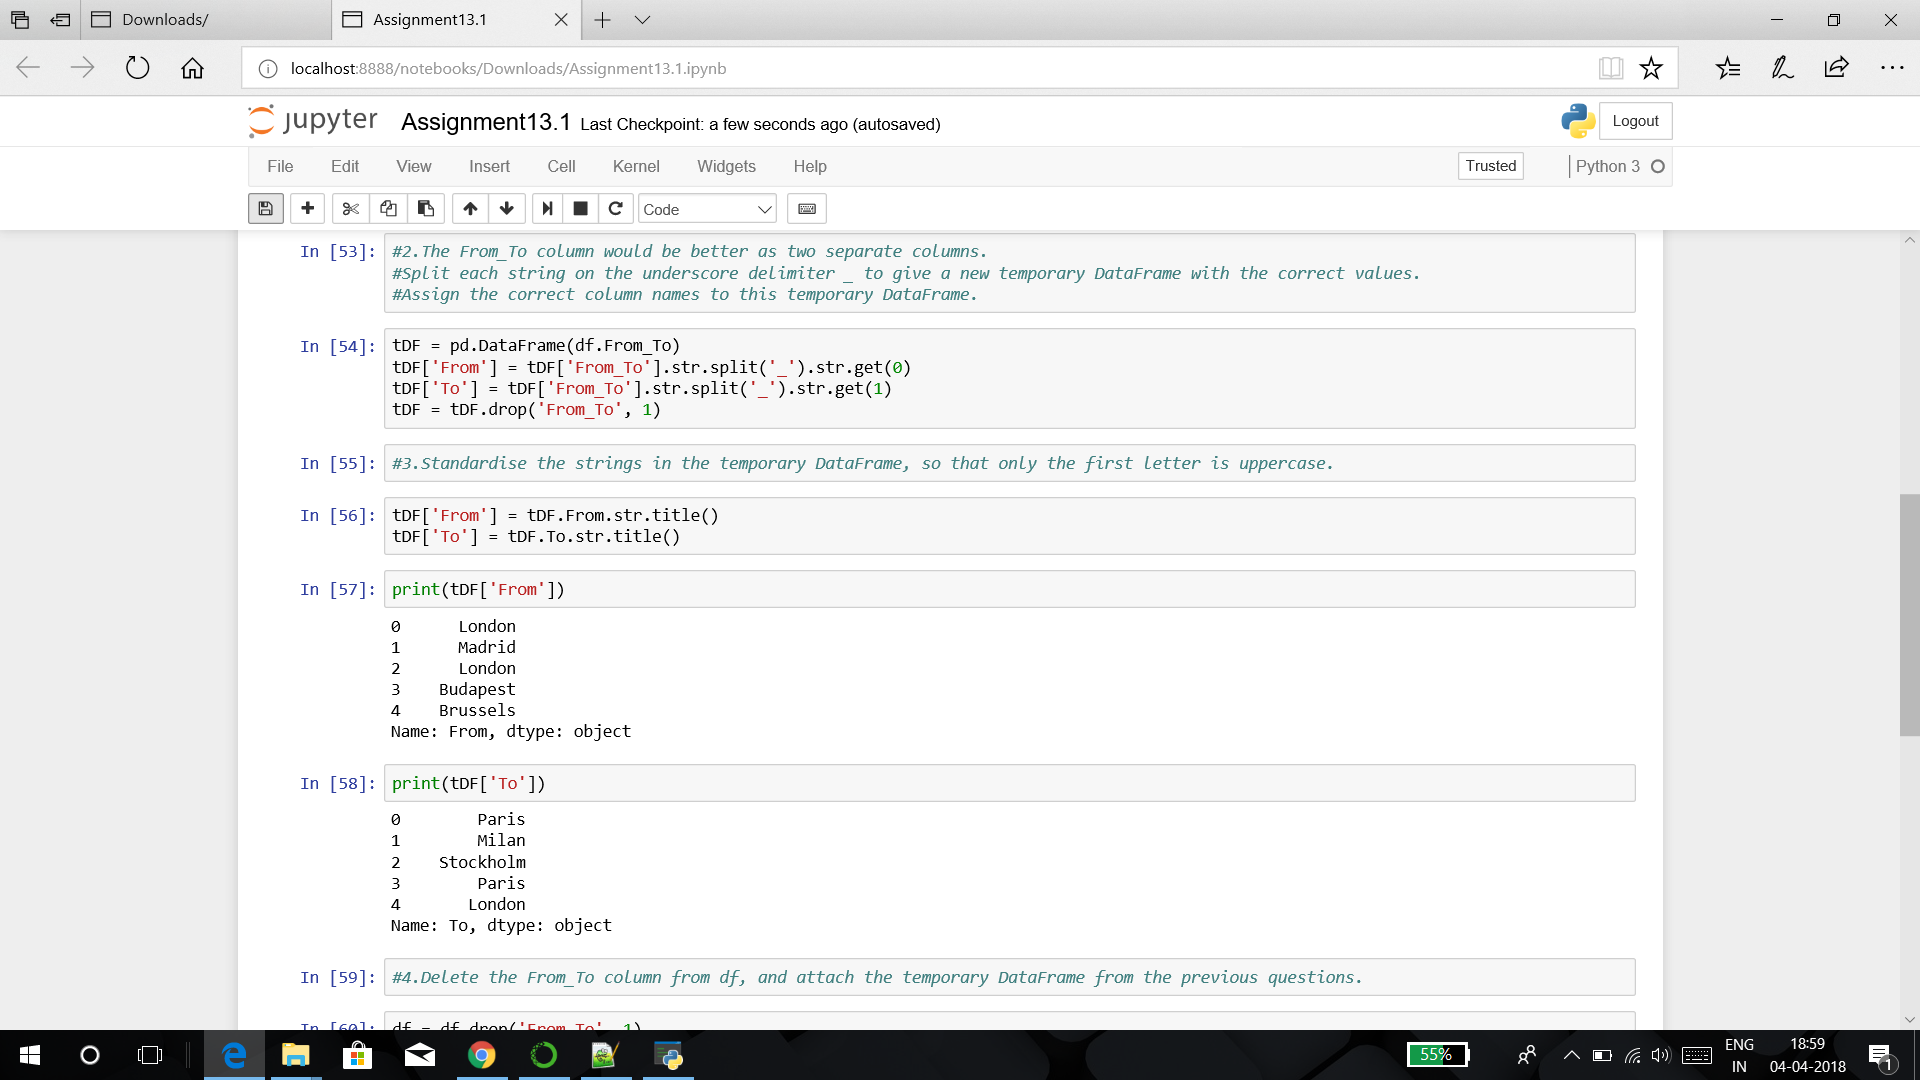 Downloads/
Assignment13.1
localhost:8888/notebooks/Downloads/Assignment13.1.ipynb
jupyter Assignment13.1 Last Checkpoint: a few seconds ago (autosaved)
Logout
File Edit View Insert Cell Kernel Widgets Help
Trusted
Python 3
Code
In [53]: #2.The From_To column would be better as two separate columns.
#Split each string on the underscore delimiter _ to give a new temporary DataFrame with the correct values.
#Assign the correct column names to this temporary DataFrame.
In [54]: tDF = pd.DataFrame(df.From_To)
tDF['From'] = tDF['From_To'].str.split('_').str.get(0)
tDF['To'] = tDF['From_To'].str.split('_').str.get(1)
tDF = tDF.drop('From_To', 1)
In [55]: #3.Standardise the strings in the temporary DataFrame, so that only the first letter is uppercase.
In [56]: tDF['From'] = tDF.From.str.title()
tDF['To'] = tDF.To.str.title()
In [57]: print(tDF['From'])
0 London
1 Madrid
2 London
3 Budapest
4 Brussels
Name: From, dtype: object
In [58]: print(tDF['To'])
0 Paris
1 Milan
2 Stockholm
3 Paris
4 London
Name: To, dtype: object
In [59]: #4.Delete the From_To column from df, and attach the temporary DataFrame from the previous questions.
In [60]: df = df.drop('From_To', 1)
55%
ENG
IN
18:59
04-04-2018
1